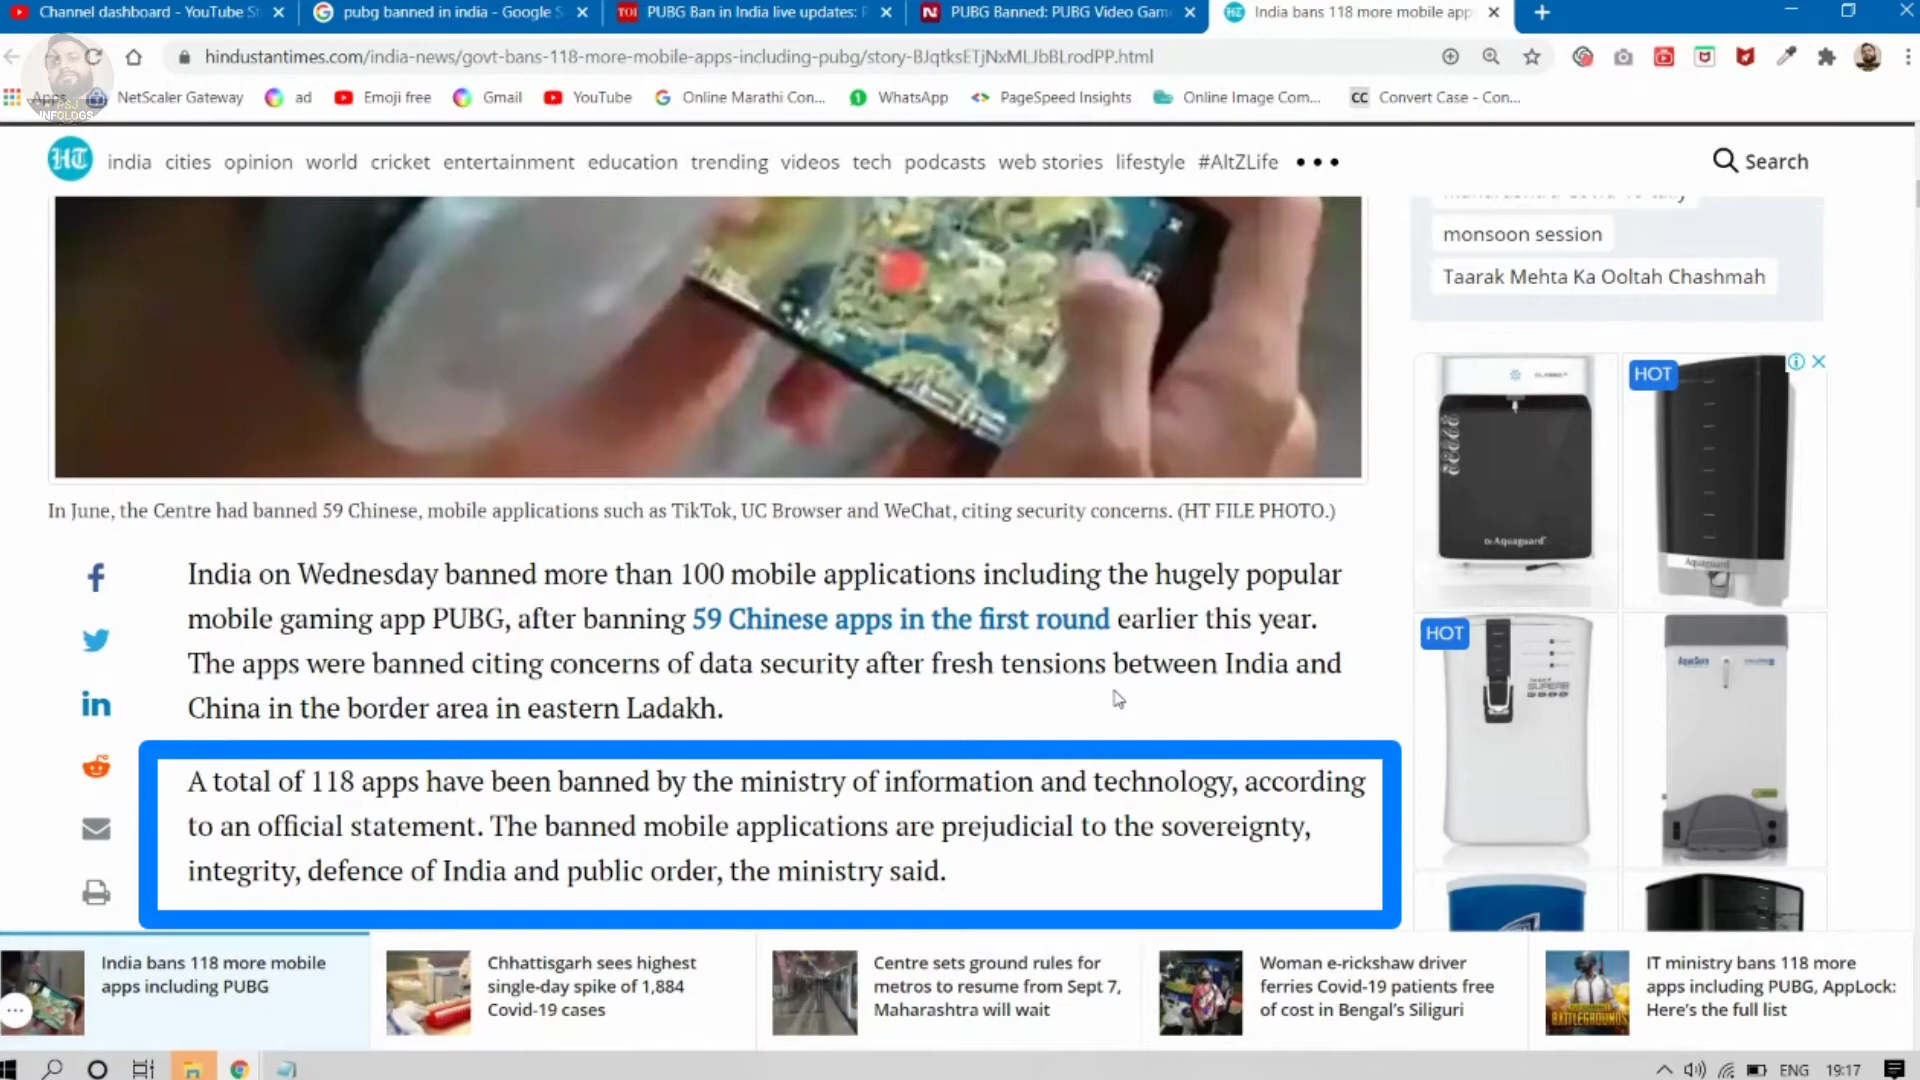 Channel dashboard - YouTube St
pubg banned in india - Google S
TOI PUBG Ban in India live updates: F
PUBG Banned: PUBG Video Gam
HT India bans 118 more mobile app
hindustantimes.com/india-news/govt-bans-118-more-mobile-apps-including-pubg/story-BJqtksETjNxMLJbBLrodPP.html
PSJ
INFOLOGS
Apps
NetScaler Gateway
ad
Emoji free
Gmail
YouTube
Online Marathi Con...
WhatsApp
PageSpeed Insights
Online Image Com...
CC Convert Case - Con...
HT india cities opinion world cricket entertainment education trending videos tech podcasts web stories lifestyle #AltZLife Search
monsoon session
Taarak Mehta Ka Ooltah Chashmah
HOT
Dr.Aquaguard
Aquaguard
HOT
SUPERB
AquaSure
In June, the Centre had banned 59 Chinese, mobile applications such as TikTok, UC Browser and WeChat, citing security concerns. (HT FILE PHOTO.)
India on Wednesday banned more than 100 mobile applications including the hugely popular
mobile gaming app PUBG, after banning 59 Chinese apps in the first round earlier this year.
The apps were banned citing concerns of data security after fresh tensions between India and
China in the border area in eastern Ladakh.
A total of 118 apps have been banned by the ministry of information and technology, according
to an official statement. The banned mobile applications are prejudicial to the sovereignty,
integrity, defence of India and public order, the ministry said.
India bans 118 more mobile
apps including PUBG
Chhattisgarh sees highest
single-day spike of 1,884
Covid-19 cases
Centre sets ground rules for
metros to resume from Sept 7,
Maharashtra will wait
Woman e-rickshaw driver
ferries Covid-19 patients free
of cost in Bengal's Siliguri
BATTLEGROUNDS
IT ministry bans 118 more
apps including PUBG, AppLock:
Here's the full list
ENG 19:17